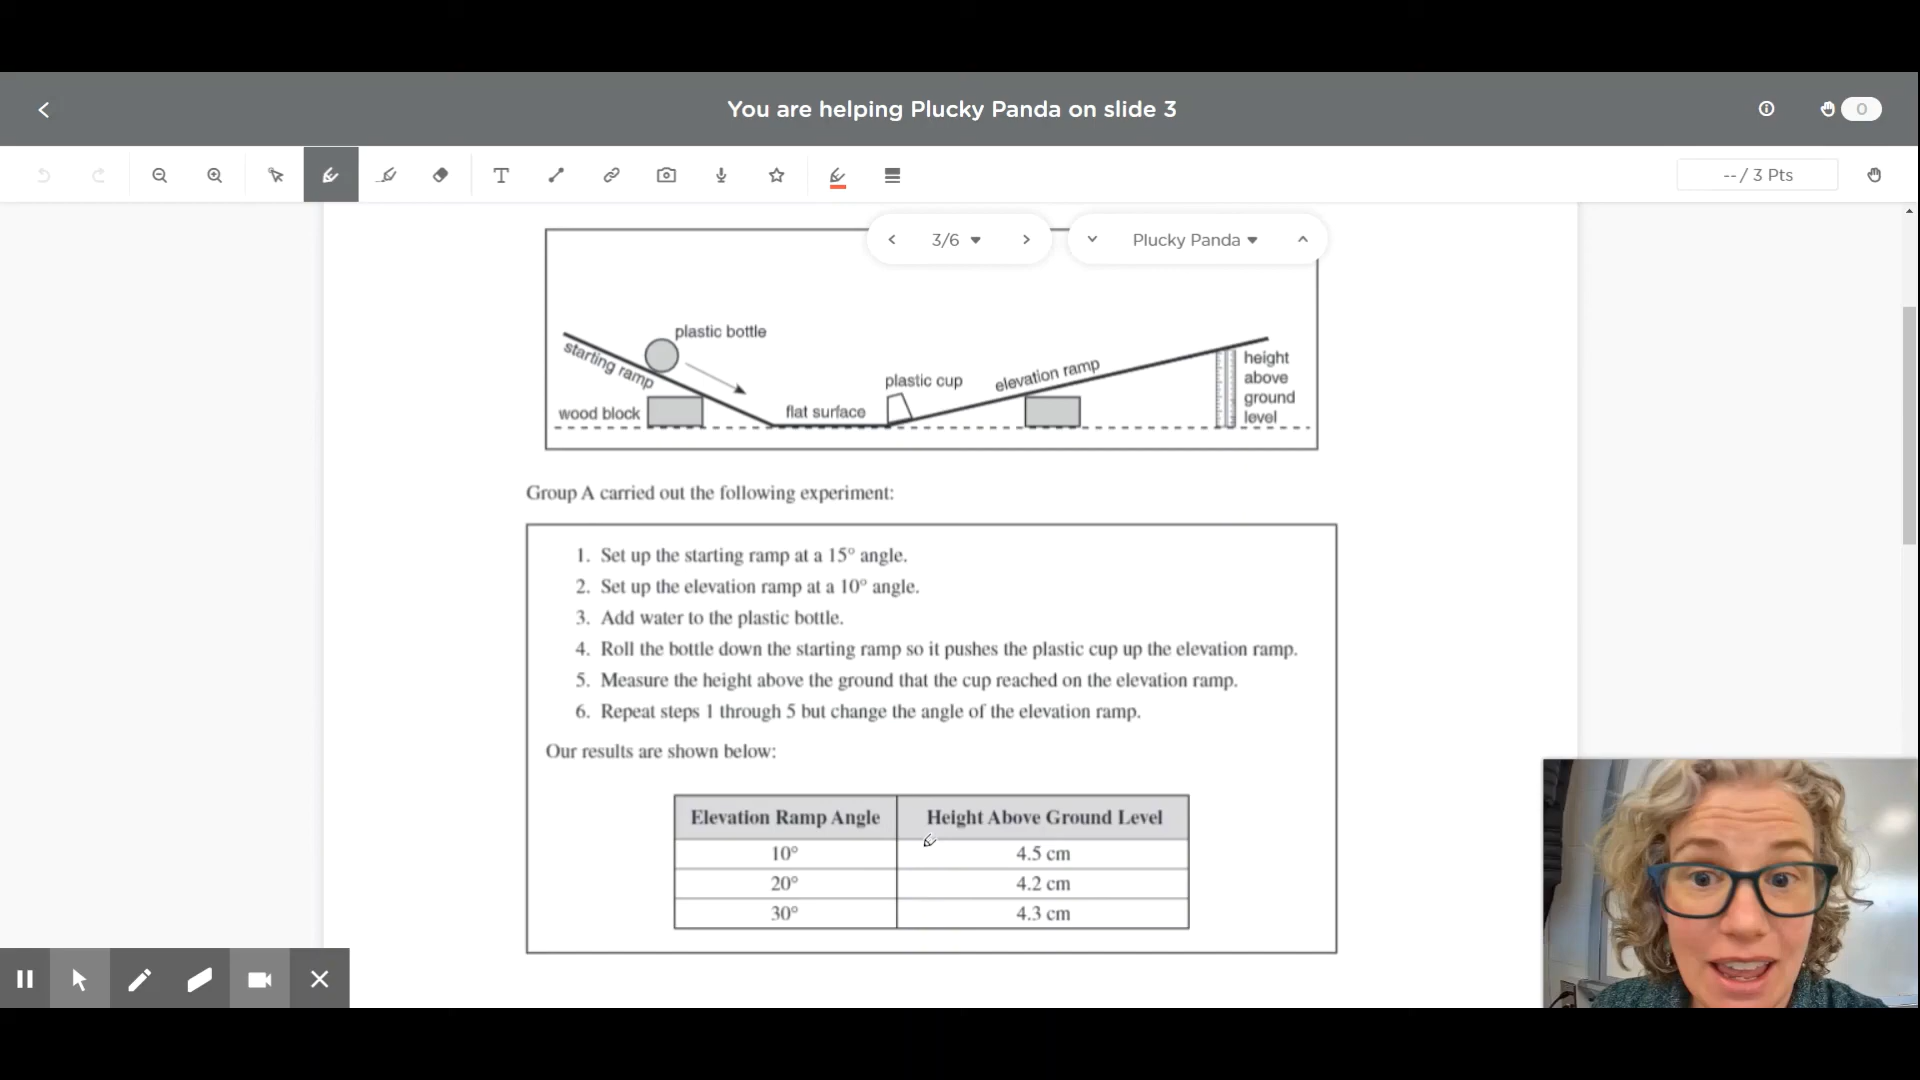 You are helping Plucky Panda on slide 3
0
T
-- / 3 Pts
3/6
Plucky Panda
plastic bottle
starting ramp
wood block
flat surface
plastic cup
elevation ramp
height
above
ground
level
Group A carried out the following experiment:
1. Set up the starting ramp at a 15° angle.
2. Set up the elevation ramp at a 10° angle.
3. Add water to the plastic bottle.
4. Roll the bottle down the starting ramp so it pushes the plastic cup up the elevation ramp.
5. Measure the height above the ground that the cup reached on the elevation ramp.
6. Repeat steps 1 through 5 but change the angle of the elevation ramp.
Our results are shown below:
Elevation Ramp Angle Height Above Ground Level
10° 4.5 cm
20° 4.2 cm
30° 4.3 cm